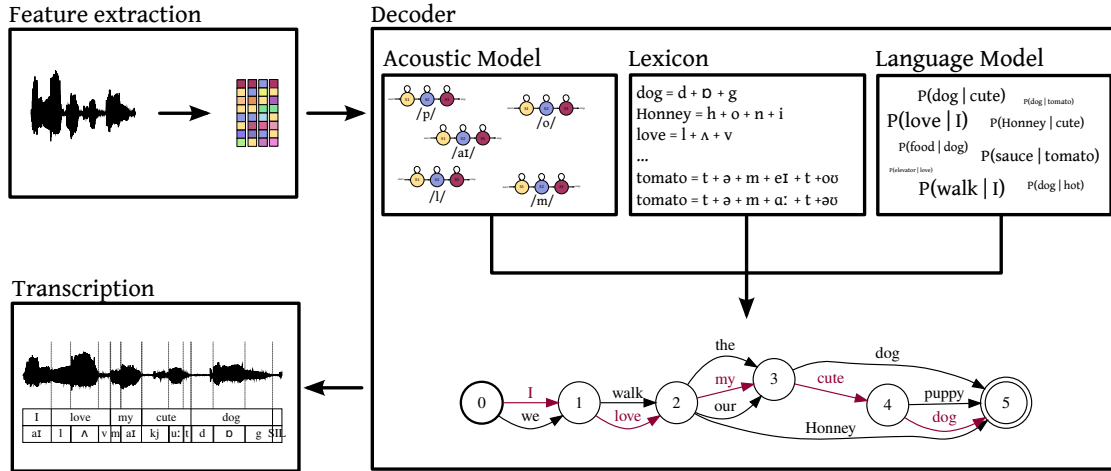 Feature extraction
Decoder
Acoustic Model
/p/
/o/
/aɪ/
/l/
/m/
Lexicon
dog = d + ɒ + g
Honney = h + o + n + i
love = l + ʌ + v
...
tomato = t + ə + m + eɪ + t +oʊ
tomato = t + ə + m + ɑː + t +əʊ
Language Model
P(dog | cute)
P(dog | tomato)
P(love | I)
P(Honney | cute)
P(food | dog)
P(sauce | tomato)
P(elevator | love)
P(walk | I)
P(dog | hot)
Transcription
I love my cute dog
aɪ l ʌ v m aɪ kj uː t d ɒ g SIL
the
dog
I walk my 3 cute puppy
0 1 2 4 5
we love our dog
Honney